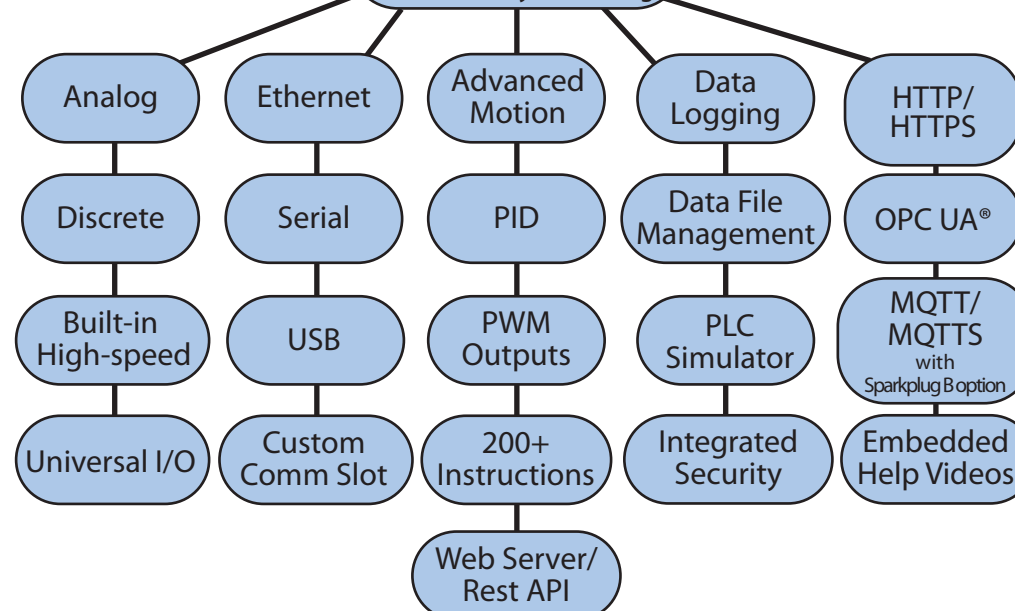 Analog
Ethernet
Advanced
Motion
Data
Logging
HTTP/
HTTPS
Discrete
Serial
PID
Data File
Management
OPC UA®
Built-in
High-speed
USB
PWM
Outputs
PLC
Simulator
MQTT/
MQTTS
with
Sparkplug B option
Universal I/O
Custom
Comm Slot
200+
Instructions
Integrated
Security
Embedded
Help Videos
Web Server/
Rest API